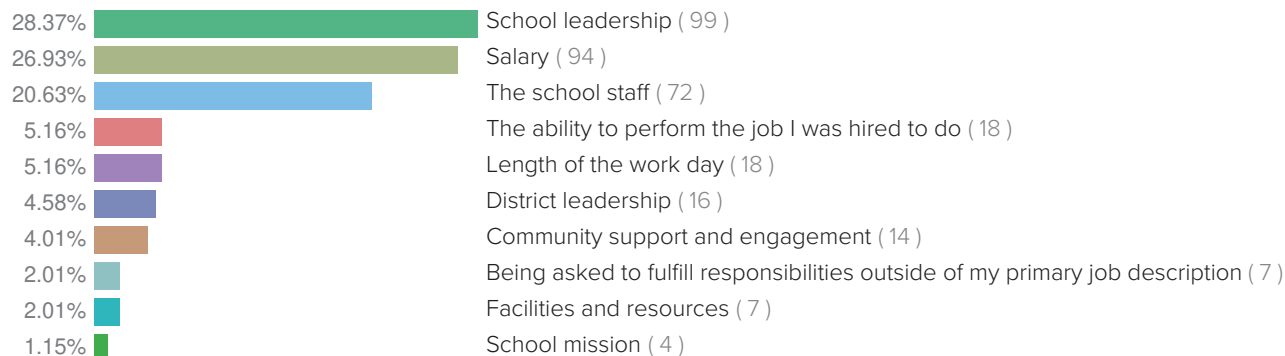 28.37% School leadership ( 99 )
26.93% Salary ( 94 )
20.63% The school staff ( 72 )
5.16% The ability to perform the job I was hired to do ( 18 )
5.16% Length of the work day ( 18 )
4.58% District leadership ( 16 )
4.01% Community support and engagement ( 14 )
2.01% Being asked to fulfill responsibilities outside of my primary job description ( 7 )
2.01% Facilities and resources ( 7 )
1.15% School mission ( 4 )